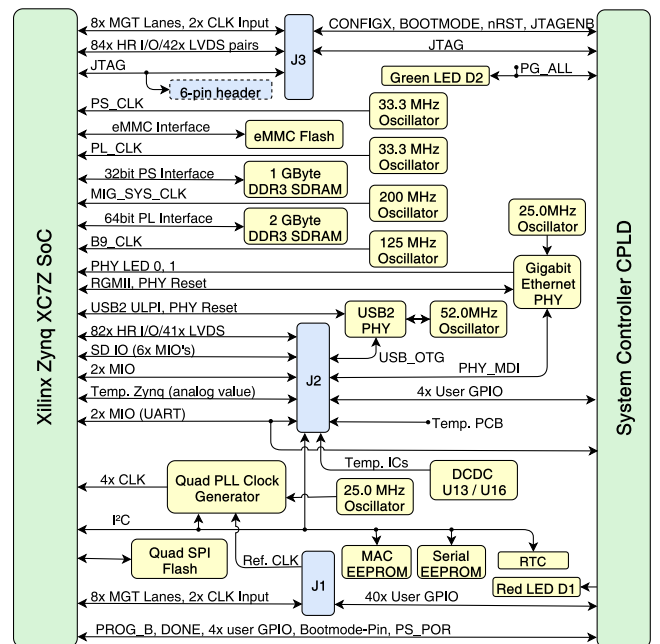 8x MGT Lanes, 2x CLK Input
CONFIGX, BOOTMODE, nRST, JTAGENB
84x HR I/O/42x LVDS pairs
J3
JTAG
JTAG
PG_ALL
Green LED D2
6-pin header
PS_CLK
33.3 MHz
Oscillator
eMMC Interface
eMMC Flash
PL_CLK
33.3 MHz
Oscillator
32bit PS Interface
1 GByte
DDR3 SDRAM
MIG_SYS_CLK
200 MHz
Oscillator
64bit PL Interface
2 GByte
DDR3 SDRAM
25.0MHz
Oscillator
B9_CLK
125 MHz
Oscillator
PHY LED 0, 1
Gigabit
Ethernet
PHY
RGMII, PHY Reset
USB2 ULPI, PHY Reset
USB2
PHY
52.0MHz
Oscillator
82x HR I/O/41x LVDS
SD IO (6x MIO's)
USB_OTG
PHY_MDI
2x MIO
J2
Temp. Zynq (analog value)
4x User GPIO
2x MIO (UART)
Temp. PCB
Temp. ICs
4x CLK
Quad PLL Clock
Generator
25.0 MHz
Oscillator
DCDC
U13 / U16
I²C
Quad SPI
Flash
Ref. CLK
MAC
EEPROM
Serial
EEPROM
RTC
J1
Red LED D1
8x MGT Lanes, 2x CLK Input
40x User GPIO
PROG_B, DONE, 4x user GPIO, Bootmode-Pin, PS_POR
Xilinx Zynq XC7Z SoC
System Controller CPLD